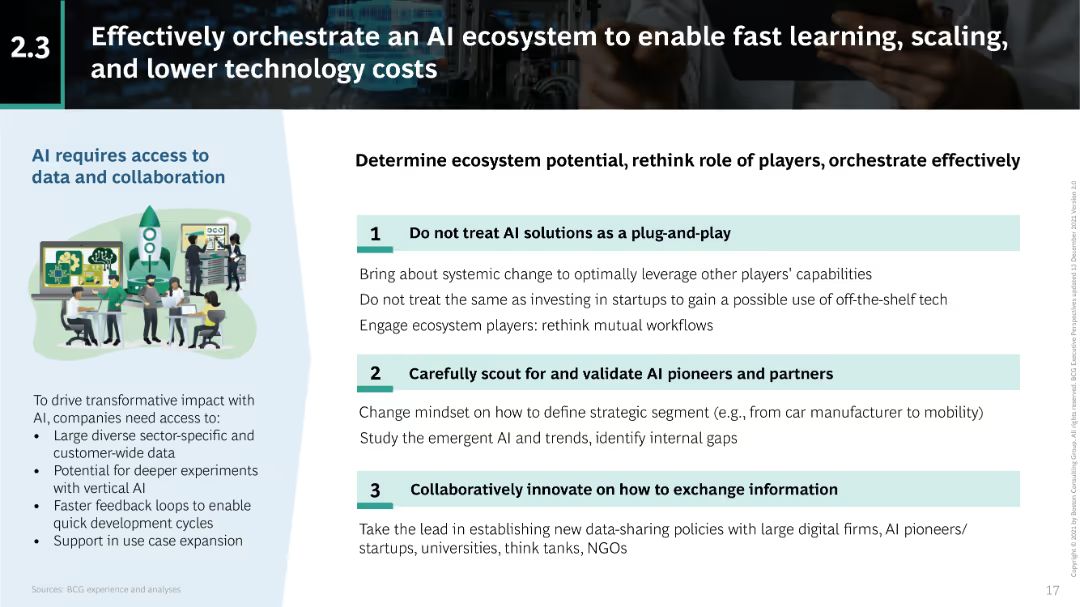 2.3
Effectively orchestrate an AI ecosystem to enable fast learning, scaling,
and lower technology costs
AI requires access to
data and collaboration
To drive transformative impact with
AI, companies need access to:
• Large diverse sector-specific and
customer-wide data
• Potential for deeper experiments
with vertical AI
• Faster feedback loops to enable
quick development cycles
• Support in use case expansion
Determine ecosystem potential, rethink role of players, orchestrate effectively
1 Do not treat AI solutions as a plug-and-play
Bring about systemic change to optimally leverage other players' capabilities
Do not treat the same as investing in startups to gain a possible use of off-the-shelf tech
Engage ecosystem players: rethink mutual workflows
2 Carefully scout for and validate AI pioneers and partners
Change mindset on how to define strategic segment (e.g., from car manufacturer to mobility)
Study the emergent AI and trends, identify internal gaps
3 Collaboratively innovate on how to exchange information
Take the lead in establishing new data-sharing policies with large digital firms, AI pioneers/
startups, universities, think tanks, NGOs
Sources: BCG experience and analyses
17
Copyright © 2021 by Boston Consulting Group. All rights reserved. BCG Executive Perspectives updated 13 December 2021 Version 2.0